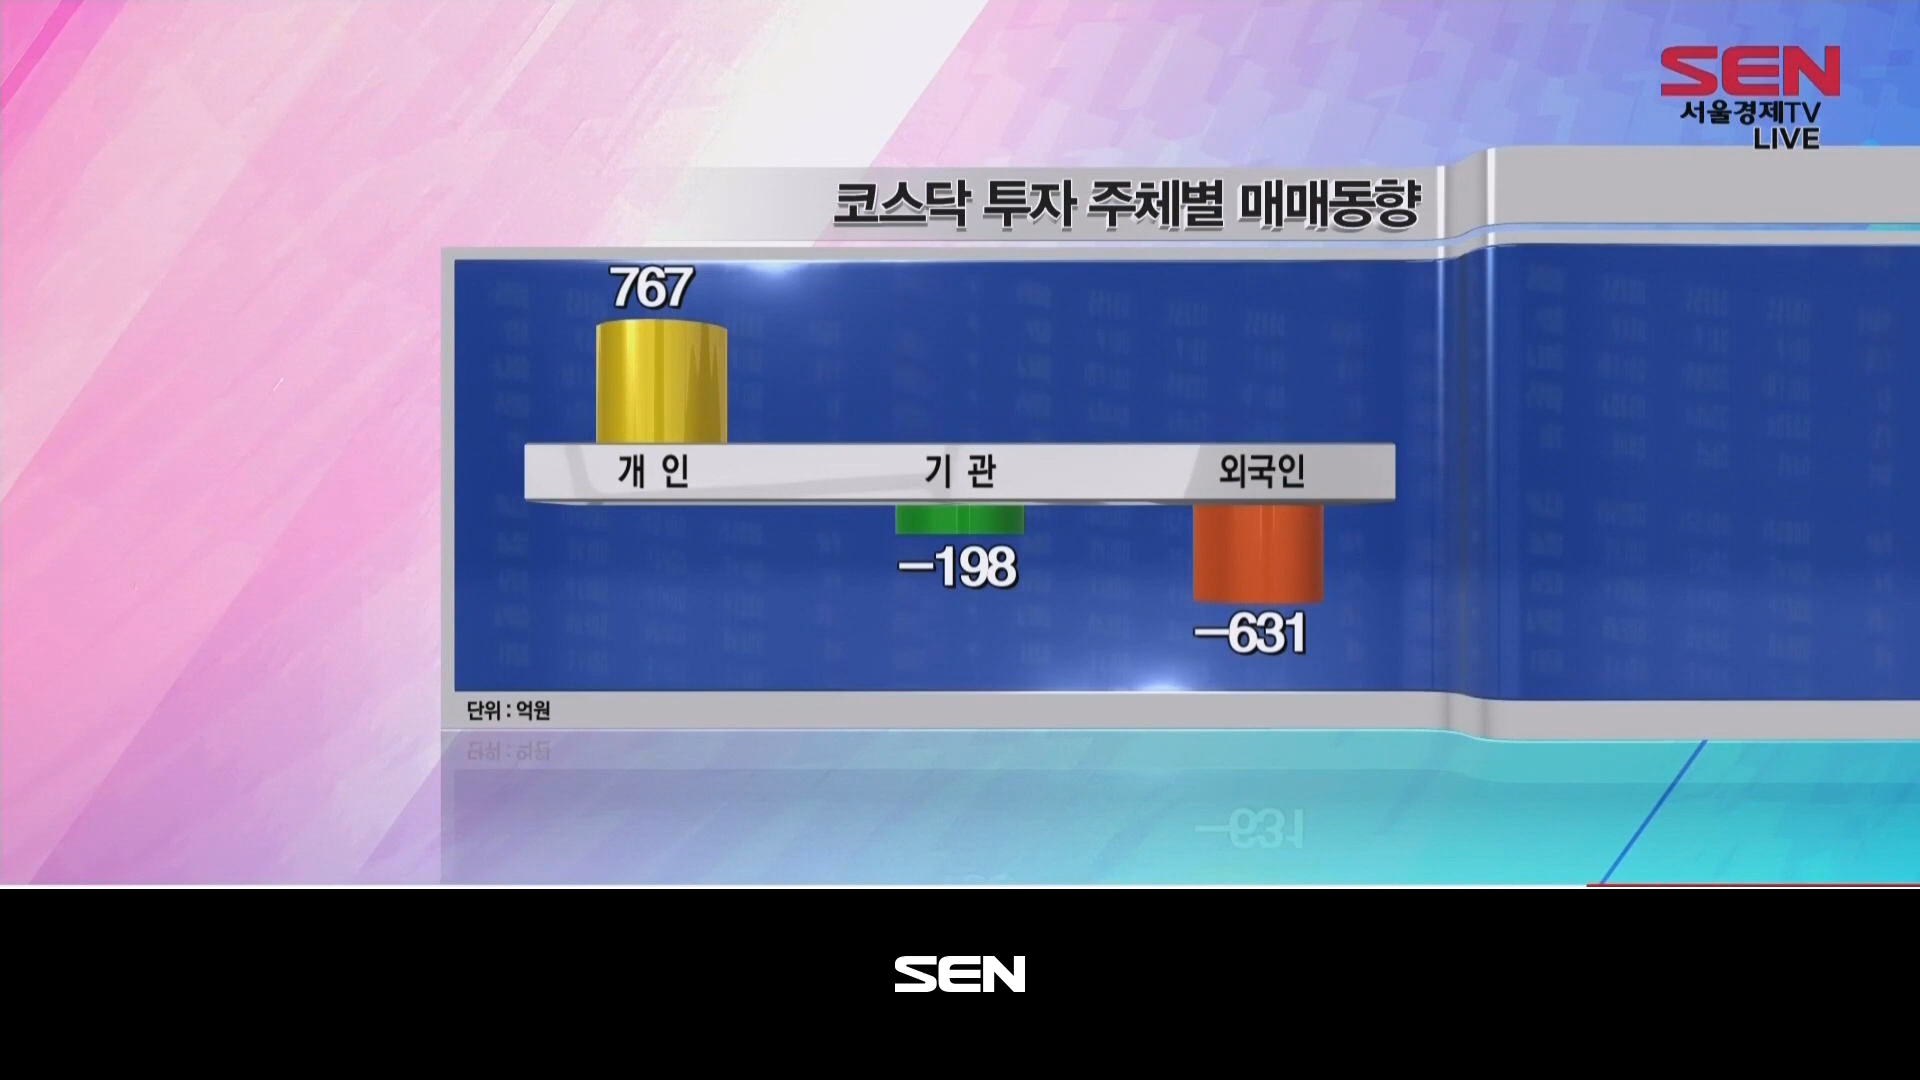 SEN
서울경제TV
LIVE
코스닥 투자 주체별 매매동향
767
개 인
기 관
외국인
–198
–631
단위 : 억원
SEN